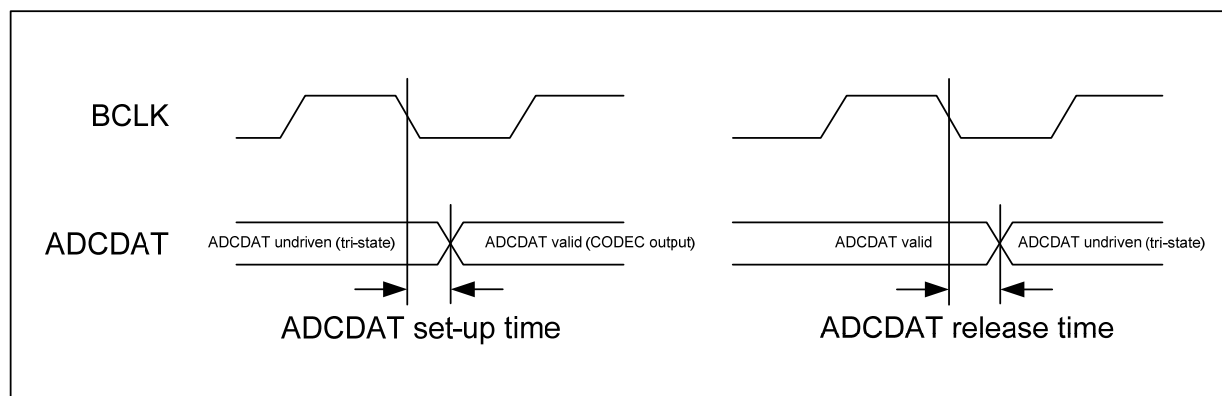 BCLK
ADCDAT
ADCDAT undriven (tri-state)
ADCDAT valid (CODEC output)
ADCDAT valid
ADCDAT undriven (tri-state)
ADCDAT set-up time
ADCDAT release time